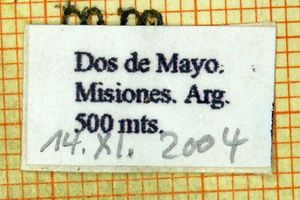 Dos de Mayo.
Misiones. Arg.
500 mts.
14. XI. 2004